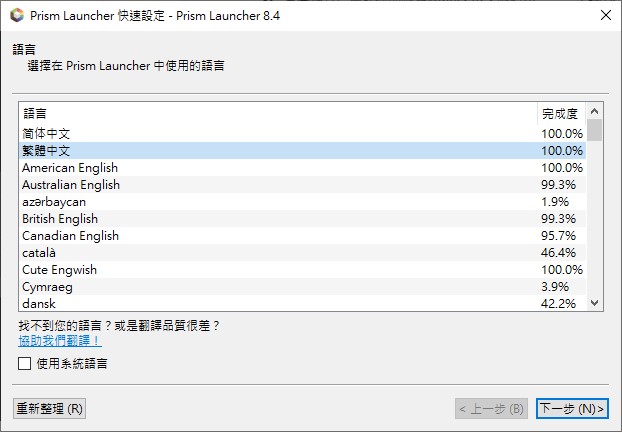 Prism Launcher 快速設定 - Prism Launcher 8.4
語言
選擇在 Prism Launcher 中使用的語言
語言 完成度
简体中文 100.0%
繁體中文 100.0%
American English 100.0%
Australian English 99.3%
azərbaycan 1.9%
British English 99.3%
Canadian English 95.7%
català 46.4%
Cute Engwish 100.0%
Cymraeg 3.9%
dansk 42.2%
找不到您的語言？或是翻譯品質很差？
協助我們翻譯！
使用系統語言
重新整理 (R) < 上一步 (B) 下一步 (N) >